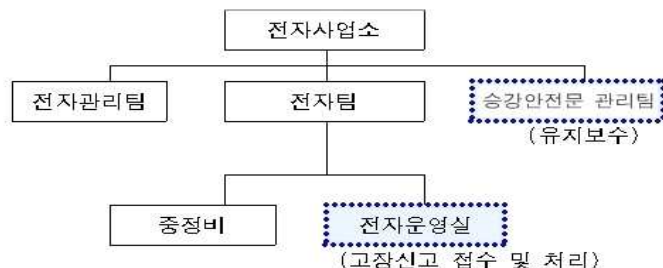 전자사업소
전자관리팀 전자팀 승강안전문 관리팀
(유지보수)
중정비 전자운영실
(고장신고 접수 및 처리)